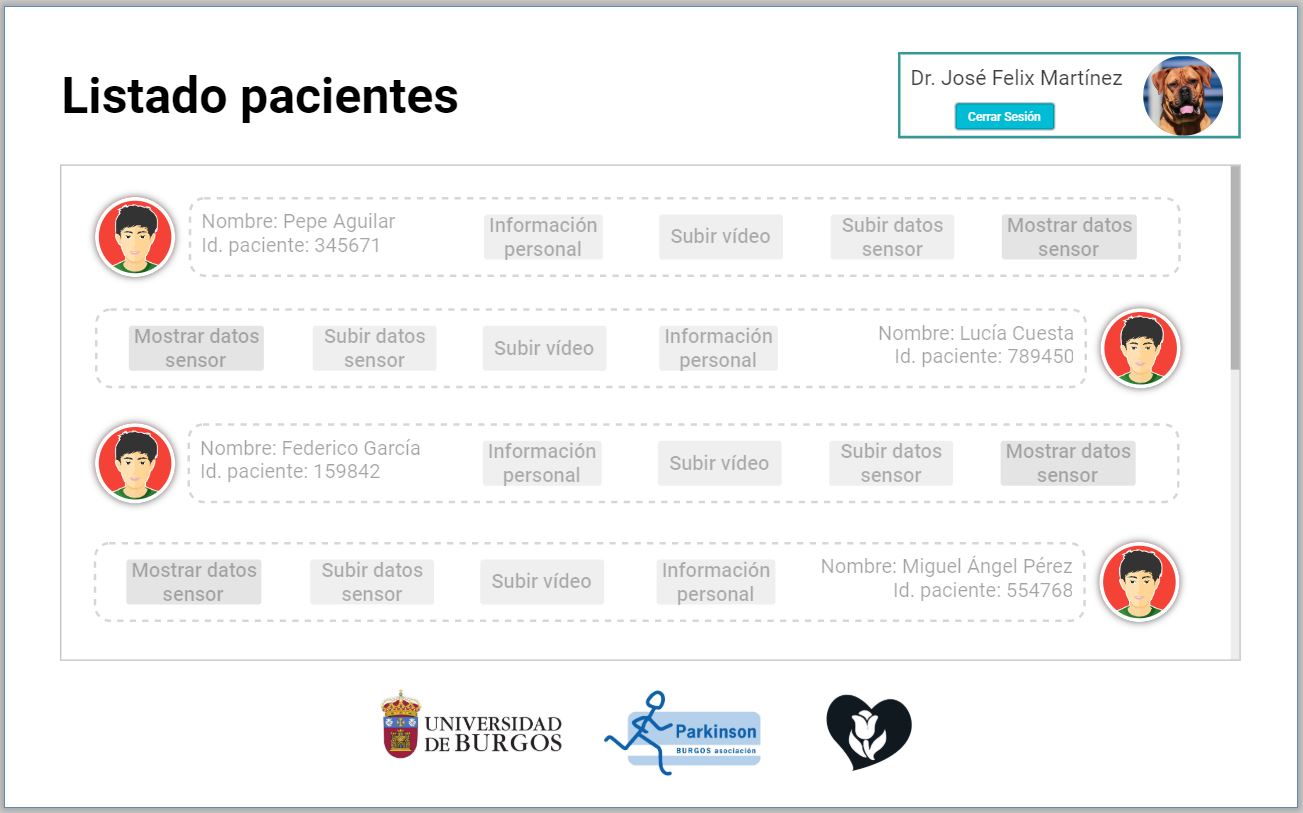 Listado pacientes
Dr. José Felix Martínez
Cerrar Sesión
Nombre: Pepe Aguilar
Id. paciente: 345671
Información
personal
Subir vídeo
Subir datos
sensor
Mostrar datos
sensor
Mostrar datos
sensor
Subir datos
sensor
Subir vídeo
Información
personal
Nombre: Lucía Cuesta
Id. paciente: 789450
Nombre: Federico García
Id. paciente: 159842
Información
personal
Subir vídeo
Subir datos
sensor
Mostrar datos
sensor
Mostrar datos
sensor
Subir datos
sensor
Subir vídeo
Información
personal
Nombre: Miguel Ángel Pérez
Id. paciente: 554768
UNIVERSIDAD
DE BURGOS
Parkinson
BURGOS asociación